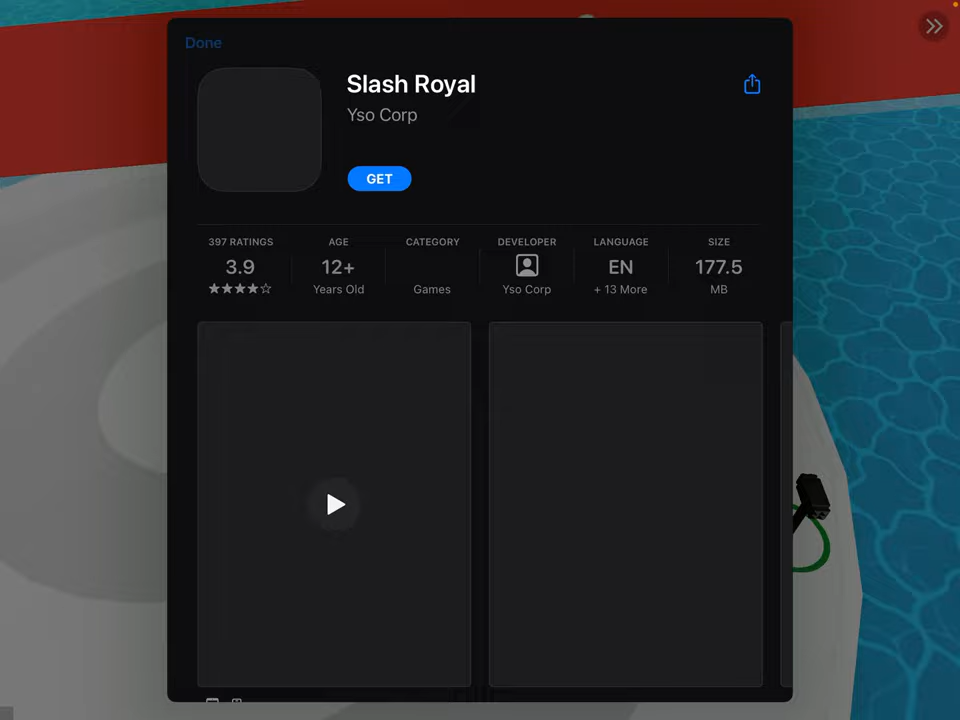 Done
Slash Royal
Yso Corp
GET
397 RATINGS
3.9
AGE
12+
Years Old
CATEGORY
Games
DEVELOPER
Yso Corp
LANGUAGE
EN
+ 13 More
SIZE
177.5
MB